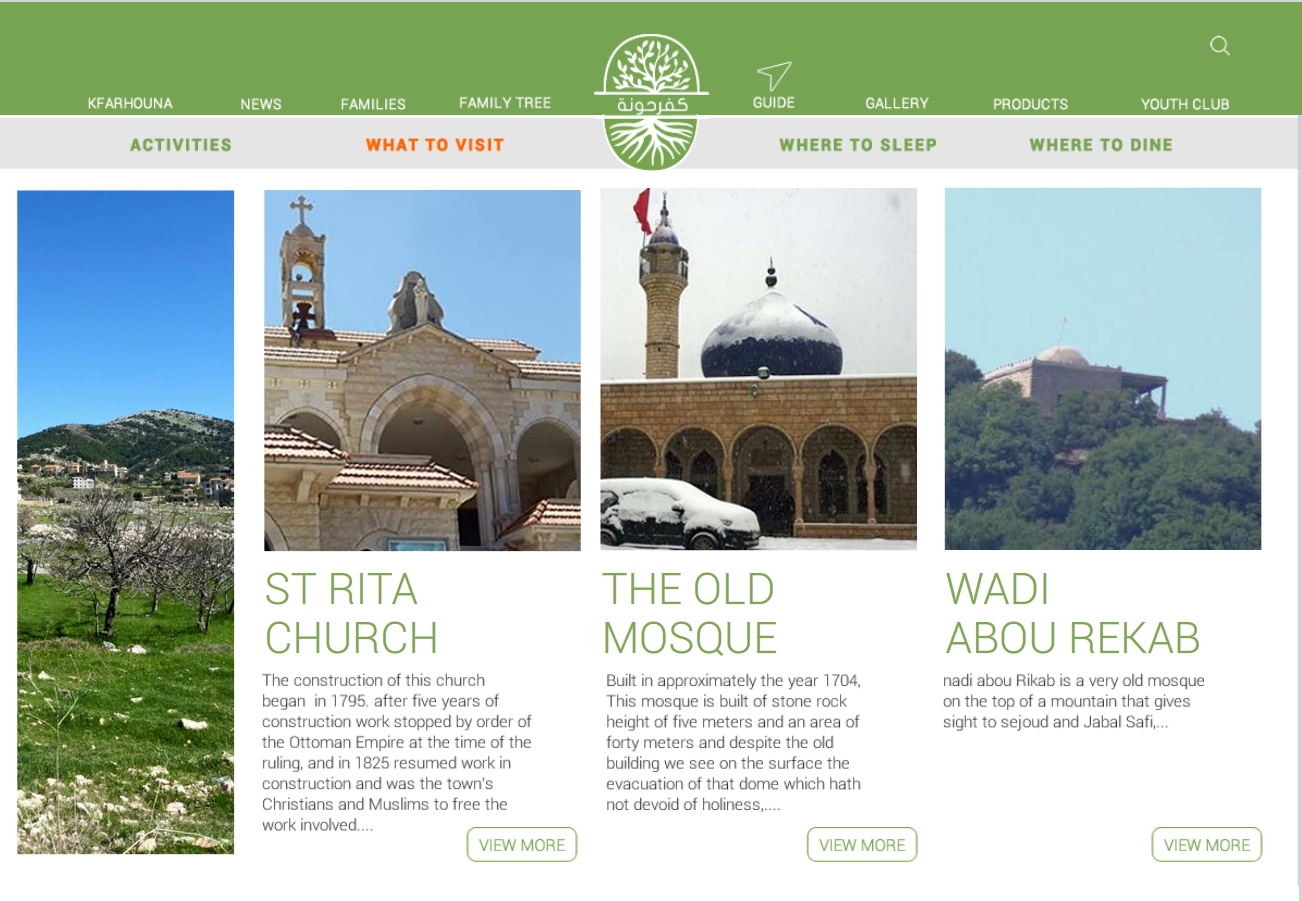 KFARHOUNA
NEWS
FAMILIES
FAMILY TREE
كفرحونة
GUIDE
GALLERY
PRODUCTS
YOUTH CLUB
ACTIVITIES
WHAT TO VISIT
WHERE TO SLEEP
WHERE TO DINE
ST RITA
CHURCH
The construction of this church
began in 1795. after five years of
construction work stopped by order of
the Ottoman Empire at the time of the
ruling, and in 1825 resumed work in
construction and was the town's
Christians and Muslims to free the
work involved....
VIEW MORE
THE OLD
MOSQUE
Built in approximately the year 1704,
This mosque is built of stone rock
height of five meters and an area of
forty meters and despite the old
building we see on the surface the
evacuation of that dome which hath
not devoid of holiness,....
VIEW MORE
WADI
ABOU REKAB
nadi abou Rikab is a very old mosque
on the top of a mountain that gives
sight to sejoud and Jabal Safi,...
VIEW MORE